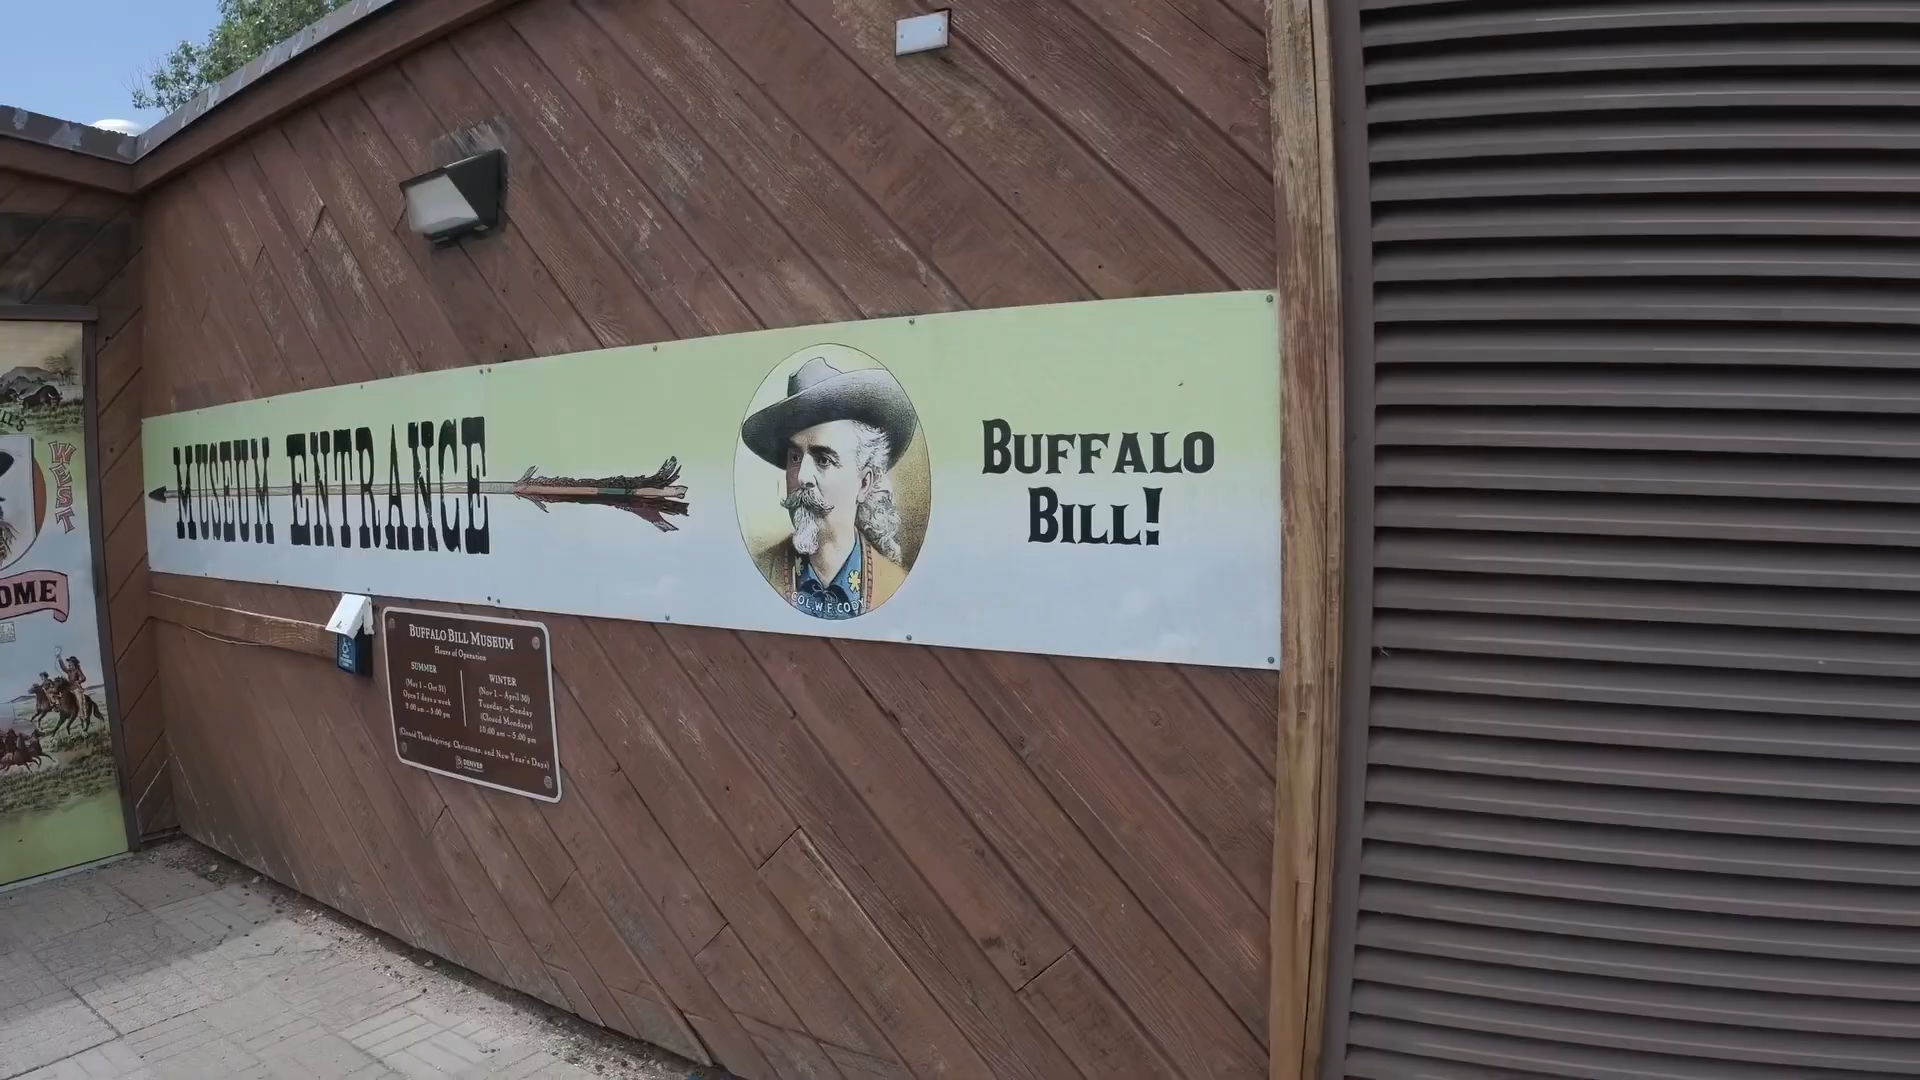 LL'S
WEST
OME
MUSEUM ENTRANCE
COL. W. F. CODY
BUFFALO
BILL!
BUFFALO BILL MUSEUM
Hours of Operation
SUMMER
(May 1 – Oct 31)
Open 7 days a week
9:00 am – 5:00 pm
WINTER
(Nov 1 – April 30)
Tuesday – Sunday
(Closed Mondays)
10:00 am – 5:00 pm
(Closed Thanksgiving, Christmas, and New Year's Days)
DENVER